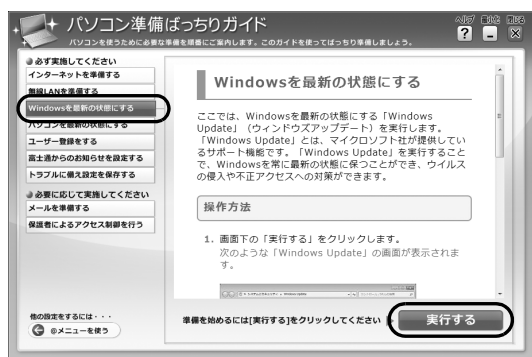 パソコン準備ばっちりガイド
パソコンを使うために必要な準備を順番にご案内します。このガイドを使ってばっちり準備しましょう。
ヘルプ 最小化 閉じる
必ず実施してください
インターネットを準備する
無線LANを準備する
Windowsを最新の状態にする
パソコンを最新の状態にする
ユーザー登録をする
富士通からのお知らせを設定する
トラブルに備え設定を保存する
必要に応じて実施してください
メールを準備する
保護者によるアクセス制御を行う
他の設定をするには・・・
@メニューを使う
Windowsを最新の状態にする
ここでは、Windowsを最新の状態にする「Windows
Update」（ウィンドウズアップデート）を実行します。
「Windows Update」とは、マイクロソフト社が提供してい
るサポート機能です。「Windows Update」を実行すること
で、Windowsを常に最新の状態に保つことができ、ウイルス
の侵入や不正アクセスへの対策ができます。
操作方法
1. 画面下の「実行する」をクリックします。
次のような「Windows Update」の画面が表示されま
す。
準備を始めるには[実行する]をクリックしてください
実行する